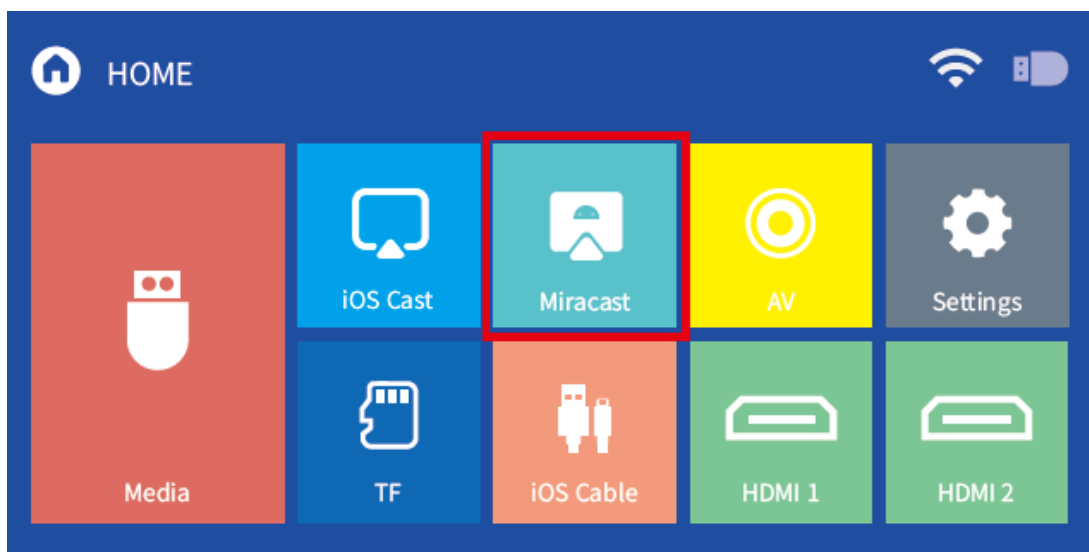 HOME
iOS Cast
Miracast
AV
Settings
Media
TF
iOS Cable
HDMI 1
HDMI 2